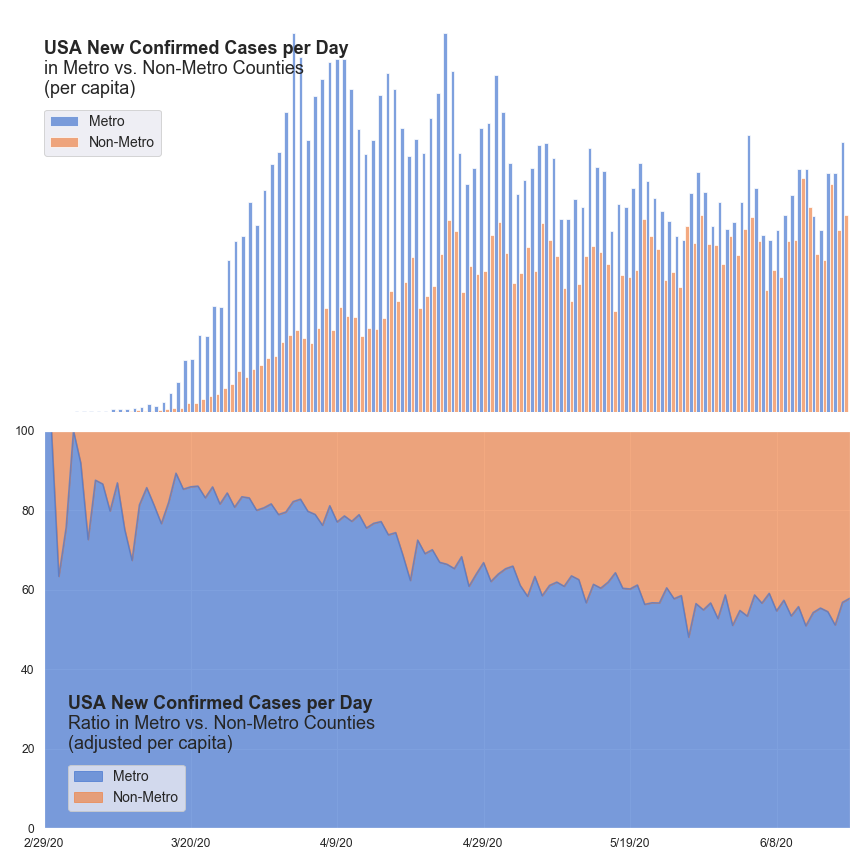 USA New Confirmed Cases per Day
in Metro vs. Non-Metro Counties
(per capita)
Metro
Non-Metro
100
80
60
40
20
0
USA New Confirmed Cases per Day
Ratio in Metro vs. Non-Metro Counties
(adjusted per capita)
Metro
Non-Metro
2/29/20 3/20/20 4/9/20 4/29/20 5/19/20 6/8/20